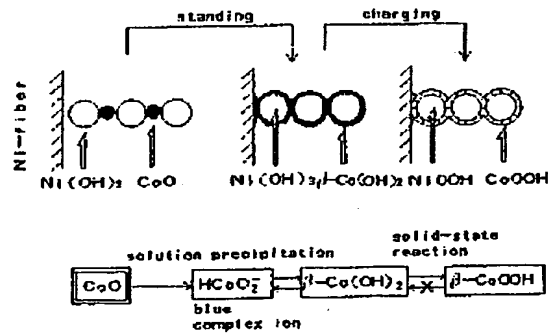 standing
charging
Ni-fiber
Ni(OH)₂ CoO
Ni(OH)₂, β-Co(OH)₂
NiOOH CoOOH
solution precipitation
solid-state
reaction
CoO
HCoO₂⁻
β-Co(OH)₂
β-CoOOH
blue
complex ion